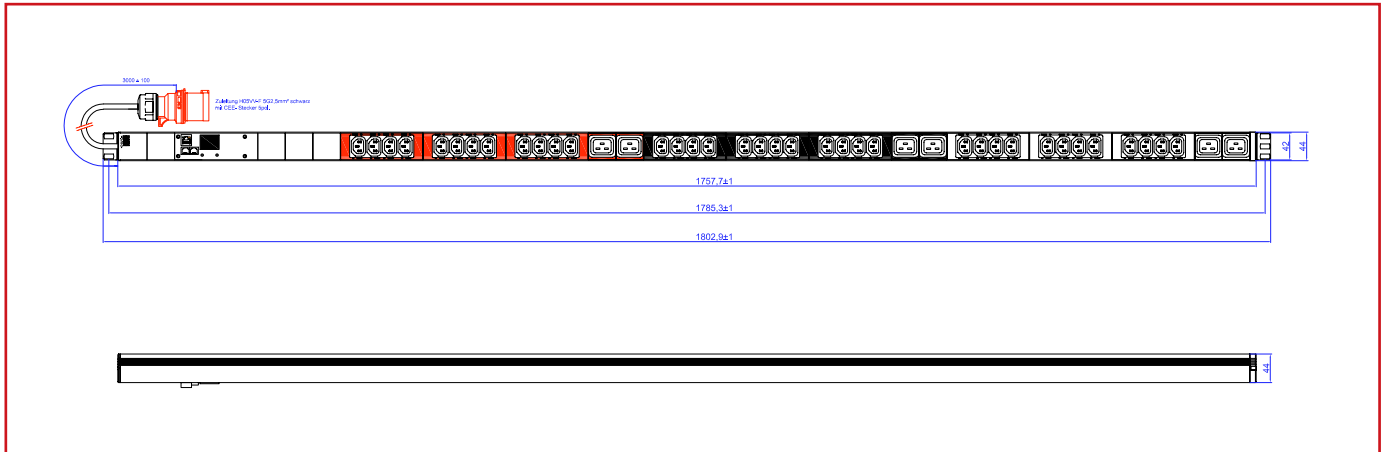 3000 ± 100
Zuleitung H05VV-F 5G2,5mm² schwarz
mit CEE- Stecker 5pol.
42
44
1757,7±1
1785,3±1
1802,9±1
44